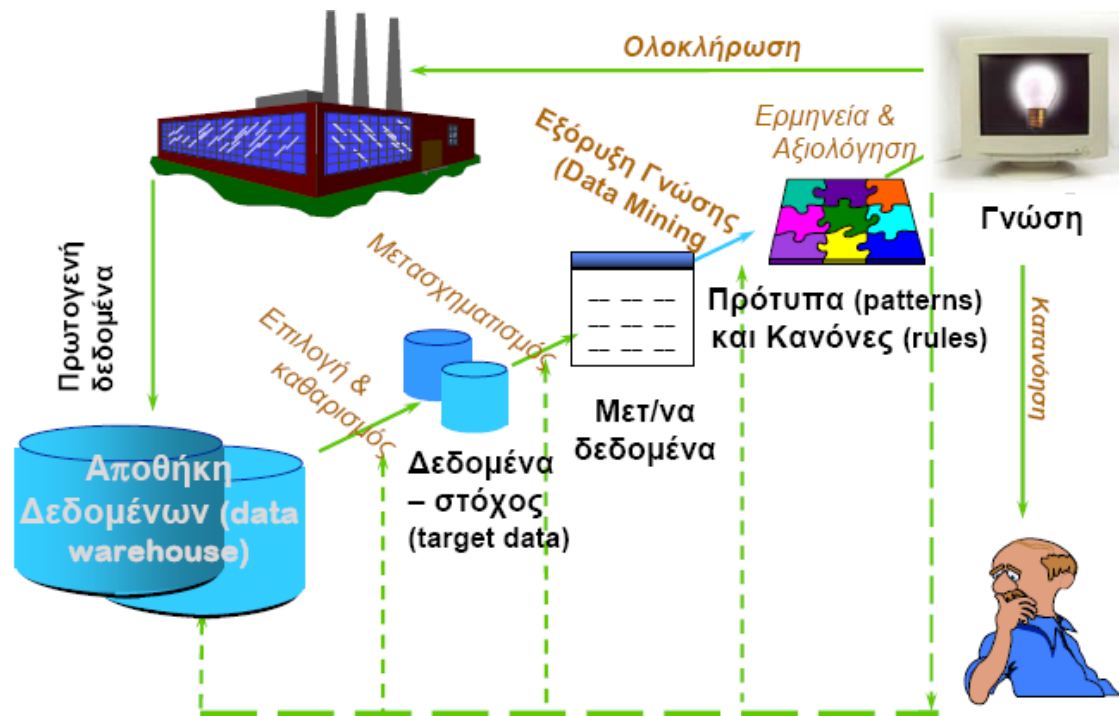 Ολοκλήρωση
Εξόρυξη Γνώσης
(Data Mining
Ερμηνεία &
Αξιολόγηση
Γνώση
Πρωτογενή
δεδομένα
Μετασχηματισμός
Επιλογή &
καθαρισμός
Πρότυπα (patterns)
και Κανόνες (rules)
Κατανόηση
Μετ/να
δεδομένα
Δεδομένα
– στόχος
(target data)
Αποθήκη
Δεδομένων (data
warehouse)